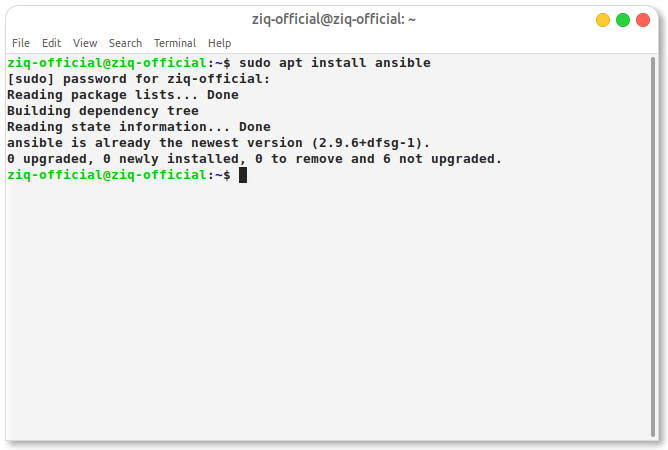 ziq-official@ziq-official: ~
File Edit View Search Terminal Help
ziq-official@ziq-official:~$ sudo apt install ansible
[sudo] password for ziq-official:
Reading package lists... Done
Building dependency tree
Reading state information... Done
ansible is already the newest version (2.9.6+dfsg-1).
0 upgraded, 0 newly installed, 0 to remove and 6 not upgraded.
ziq-official@ziq-official:~$